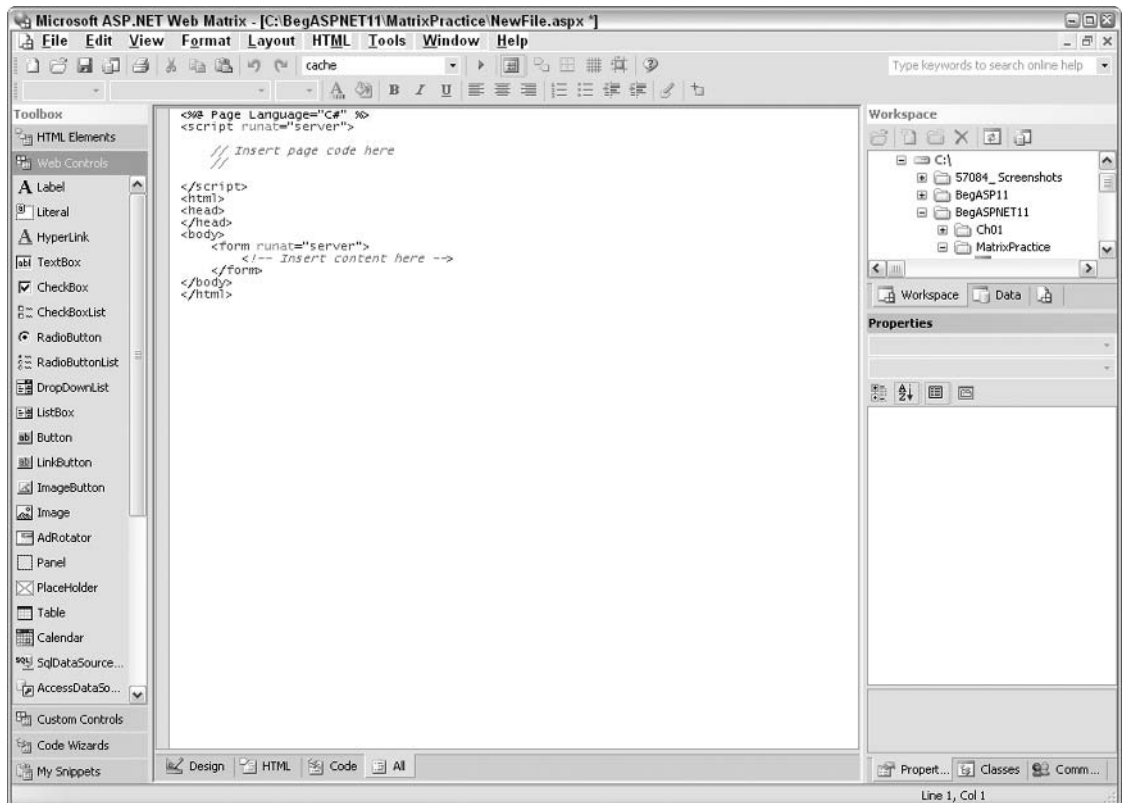 Microsoft ASP.NET Web Matrix - [C:\BegASPNET11\MatrixPractice\NewFile.aspx *]
File Edit View Format Layout HTML Tools Window Help
cache
Type keywords to search online help
Toolbox
HTML Elements
Web Controls
Label
Literal
HyperLink
TextBox
CheckBox
CheckBoxList
RadioButton
RadioButtonList
DropDownList
ListBox
Button
LinkButton
ImageButton
Image
AdRotator
Panel
PlaceHolder
Table
Calendar
SqlDataSource...
AccessDataSo...
Custom Controls
Code Wizards
My Snippets
<%@ Page Language="C#" %>
<script runat="server">
// Insert page code here
//
</script>
<html>
<head>
</head>
<body>
<form runat="server">
<!-- Insert content here -->
</form>
</body>
</html>
Design HTML Code All
Workspace
C:\
57084_Screenshots
BegASP11
BegASPNET11
Ch01
MatrixPractice
Workspace Data
Properties
Propert... Classes Comm...
Line 1, Col 1